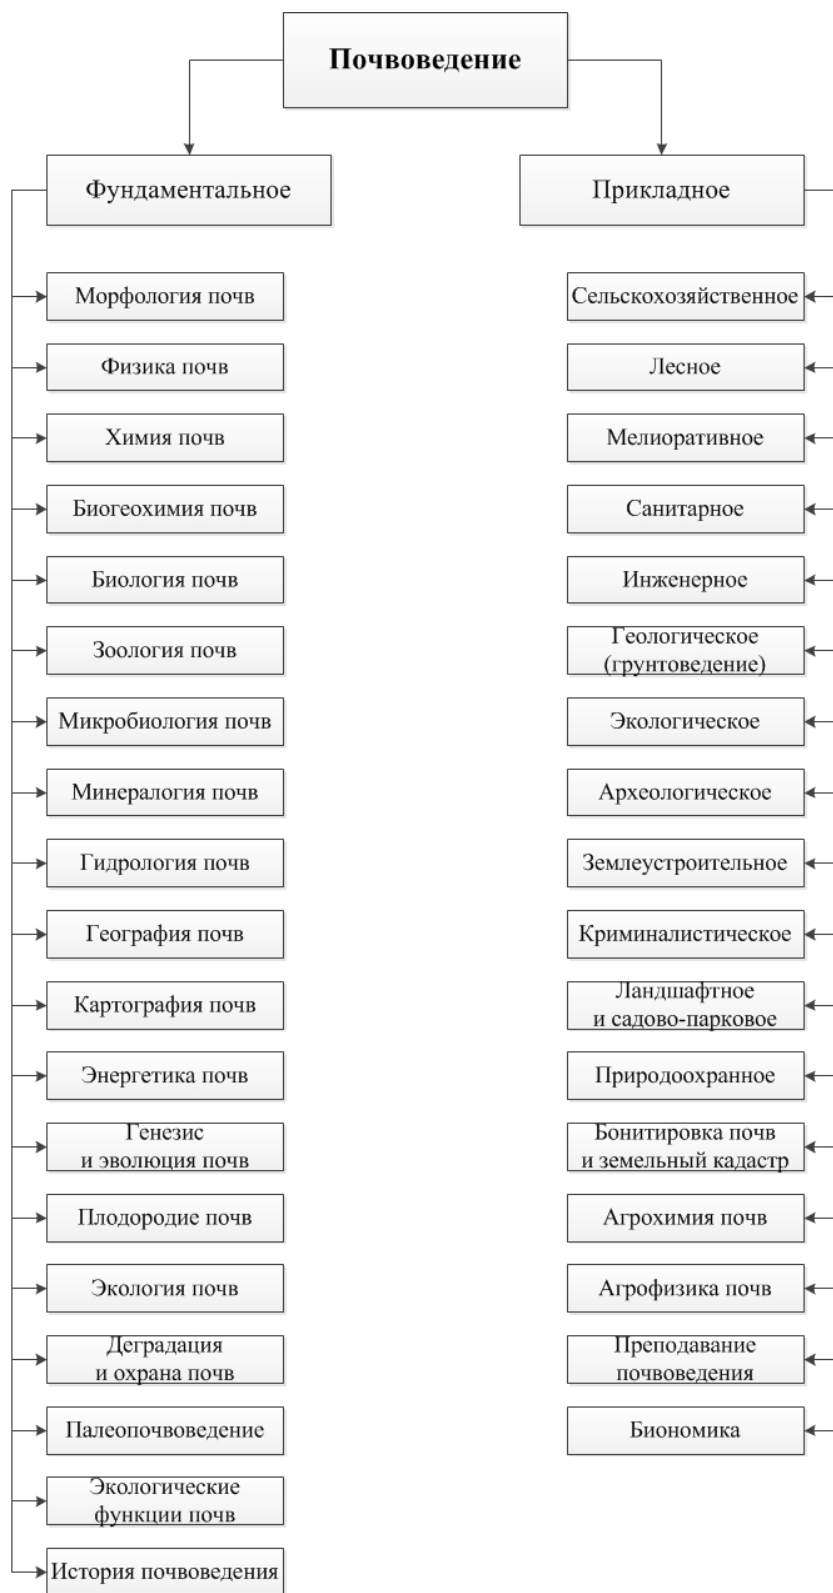 Почвоведение
Фундаментальное
Прикладное
Морфология почв
Физика почв
Химия почв
Биогеохимия почв
Биология почв
Зоология почв
Микробиология почв
Минералогия почв
Гидрология почв
География почв
Картография почв
Энергетика почв
Генезис
и эволюция почв
Плодородие почв
Экология почв
Деградация
и охрана почв
Палеопочвоведение
Экологические
функции почв
История почвоведения
Сельскохозяйственное
Лесное
Мелиоративное
Санитарное
Инженерное
Геологическое
(грунтоведение)
Экологическое
Археологическое
Землеустроительное
Криминалистическое
Ландшафтное
и садово-парковое
Природоохранное
Бонитировка почв
и земельный кадастр
Агрохимия почв
Агрофизика почв
Преподавание
почвоведения
Биономика